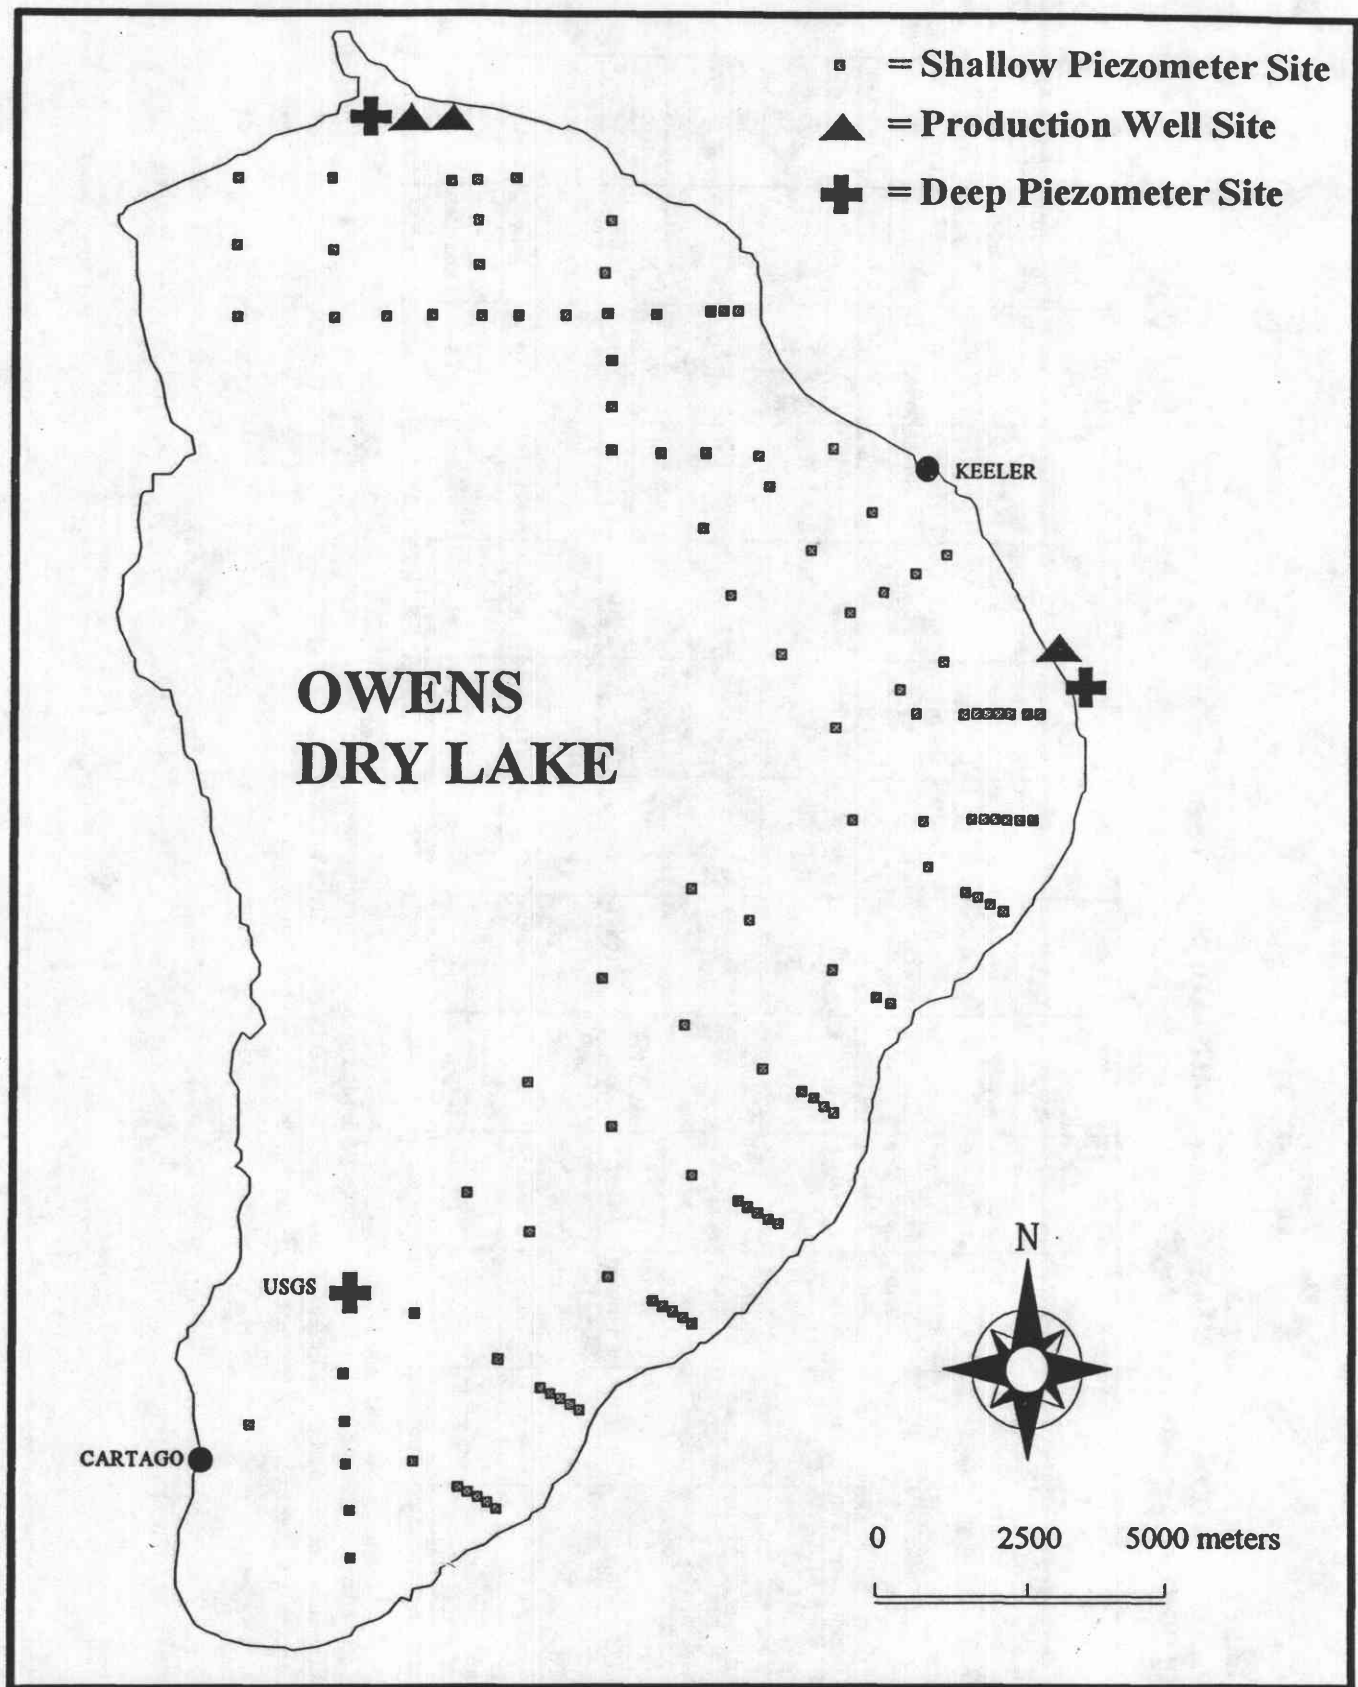 = Shallow Piezometer Site
= Production Well Site
= Deep Piezometer Site
KEELER
OWENS
DRY LAKE
N
USGS
CARTAGO
0 2500 5000 meters